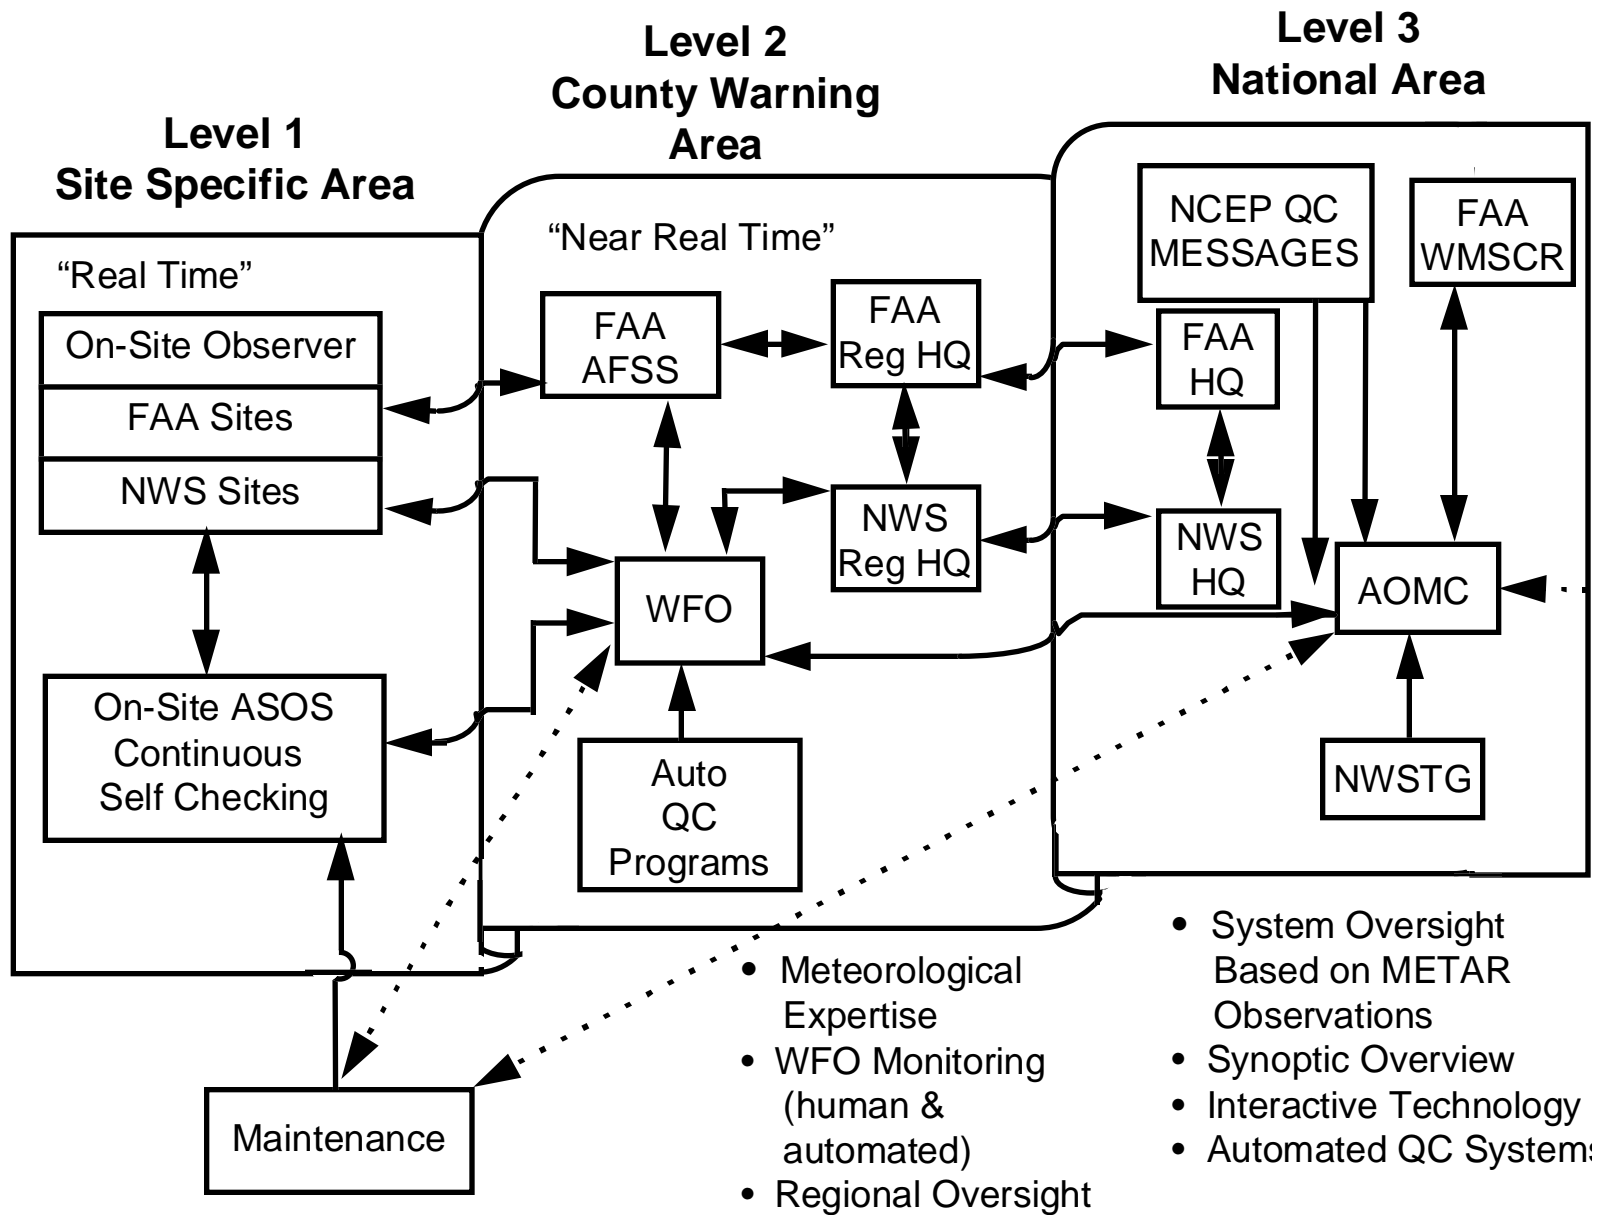 Level 1
Site Specific Area
“Real Time”
On-Site Observer
FAA Sites
NWS Sites
On-Site ASOS
Continuous
Self Checking
Maintenance
Level 2
County Warning
Area
“Near Real Time”
FAA
AFSS
FAA
Reg HQ
NWS
Reg HQ
WFO
Auto
QC
Programs
• Meteorological
Expertise
• WFO Monitoring
(human &
automated)
• Regional Oversight
Level 3
National Area
NCEP QC
MESSAGES
FAA
WMSCR
FAA
HQ
NWS
HQ
AOMC
NWSTG
• System Oversight
Based on METAR
Observations
• Synoptic Overview
• Interactive Technology
• Automated QC Systems